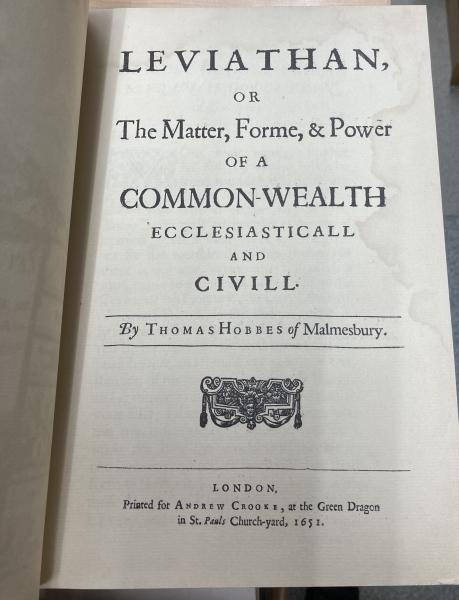 LEVIATHAN,
OR
The Matter, Forme, & Power
OF A
COMMON-WEALTH
ECCLESIASTICALL
AND
CIVILL.
By THOMAS HOBBES of Malmesbury.
LONDON,
Printed for ANDREW CROOKE, at the Green Dragon
in St. Pauls Church-yard, 1651.